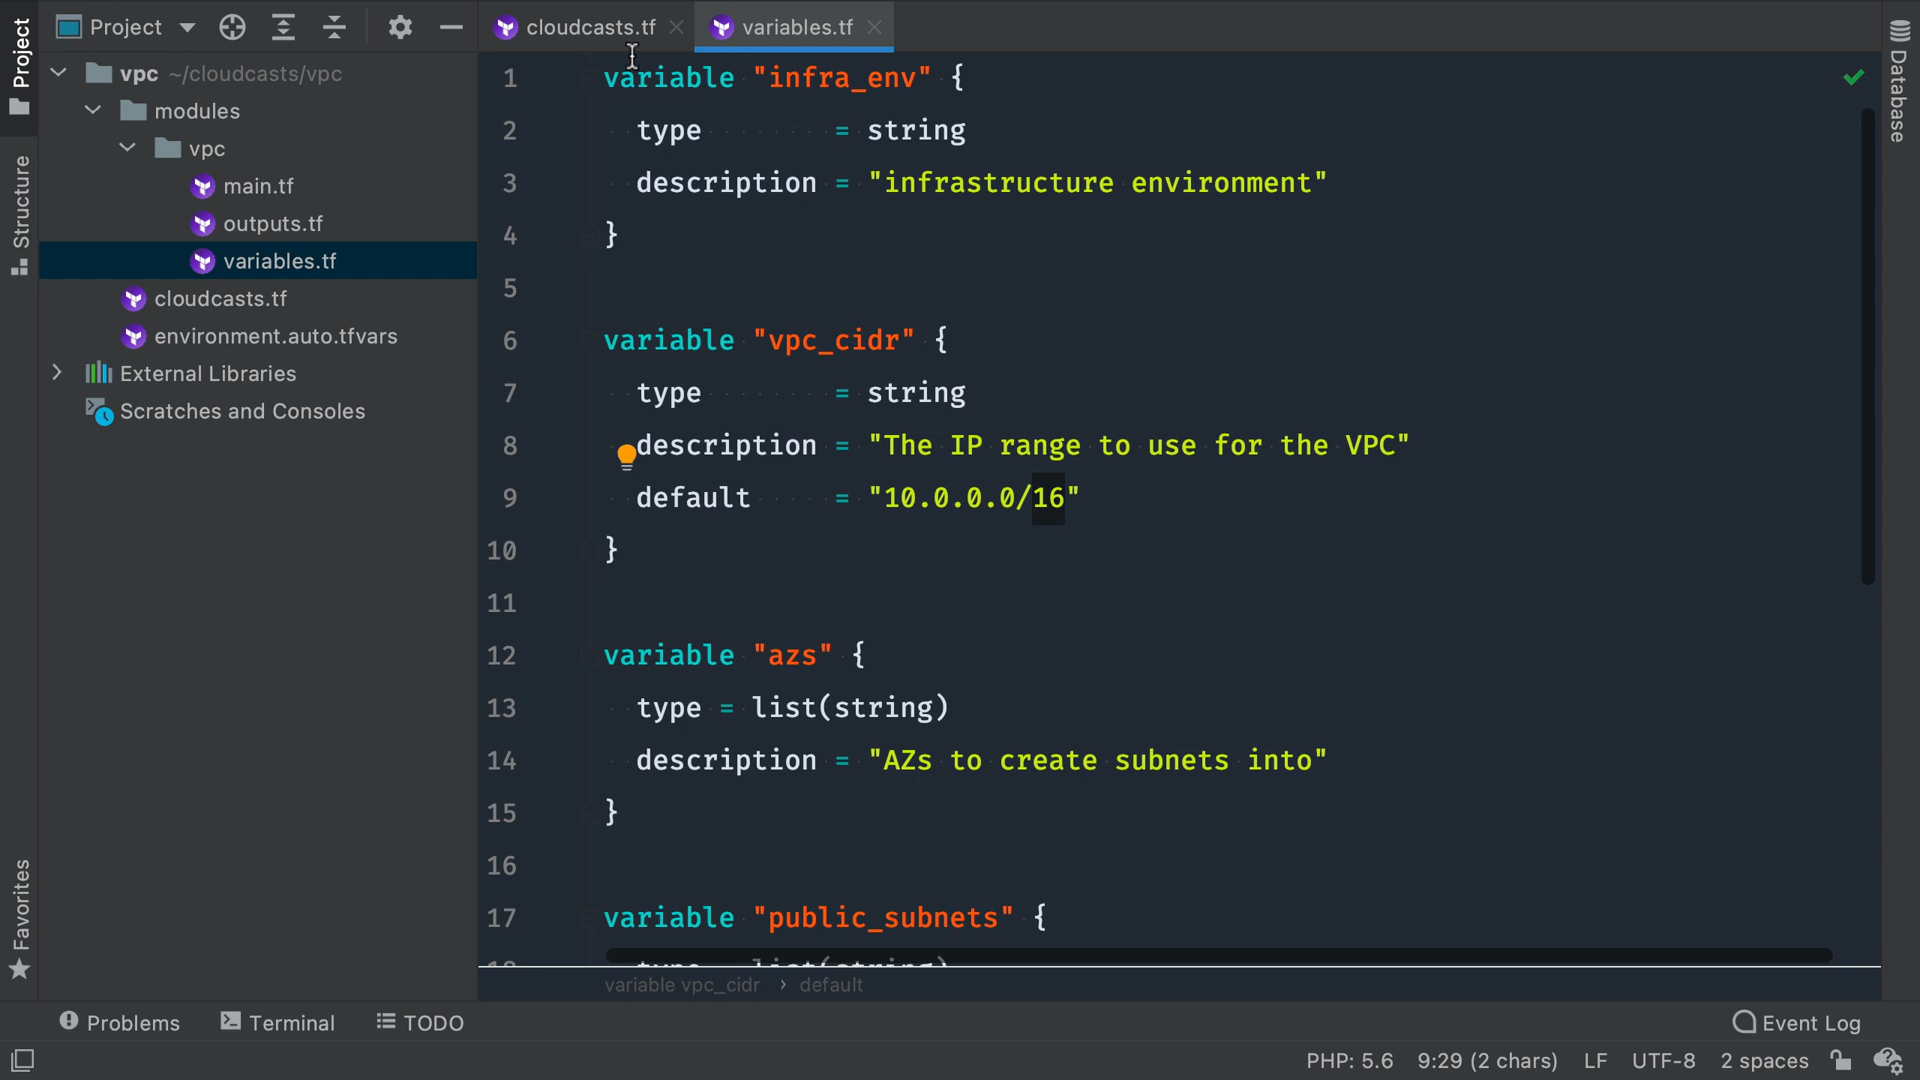 Project
cloudcasts.tf
variables.tf
Project
Structure
Favorites
Database
vpc ~/cloudcasts/vpc
modules
vpc
main.tf
outputs.tf
variables.tf
cloudcasts.tf
environment.auto.tfvars
External Libraries
Scratches and Consoles
1 variable "infra_env" {
2 type = string
3 description = "infrastructure environment"
4 }
5
6 variable "vpc_cidr" {
7 type = string
8 description = "The IP range to use for the VPC"
9 default = "10.0.0.0/16"
10 }
11
12 variable "azs" {
13 type = list(string)
14 description = "AZs to create subnets into"
15 }
16
17 variable "public_subnets" {
18 type = list(string)
variable vpc_cidr › default
Problems
Terminal
TODO
Event Log
PHP: 5.6
9:29 (2 chars)
LF
UTF-8
2 spaces